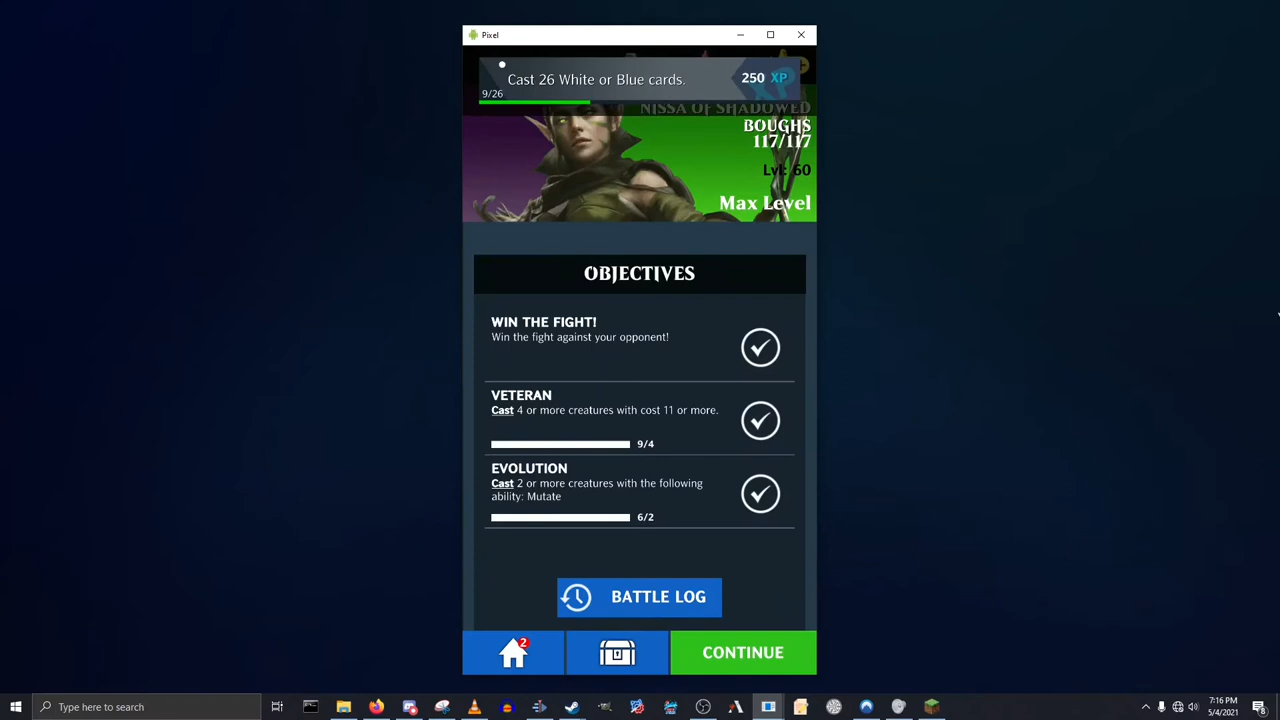 Pixel
Cast 26 White or Blue cards.
250 XP
9/26
NISSA OF SHADOWED
BOUGHS
117/117
Lvl: 60
Max Level
OBJECTIVES
WIN THE FIGHT!
Win the fight against your opponent!
VETERAN
Cast 4 or more creatures with cost 11 or more.
9/4
EVOLUTION
Cast 2 or more creatures with the following
ability: Mutate
6/2
BATTLE LOG
2
CONTINUE
Type here to search
7:16 PM
5/4/2021